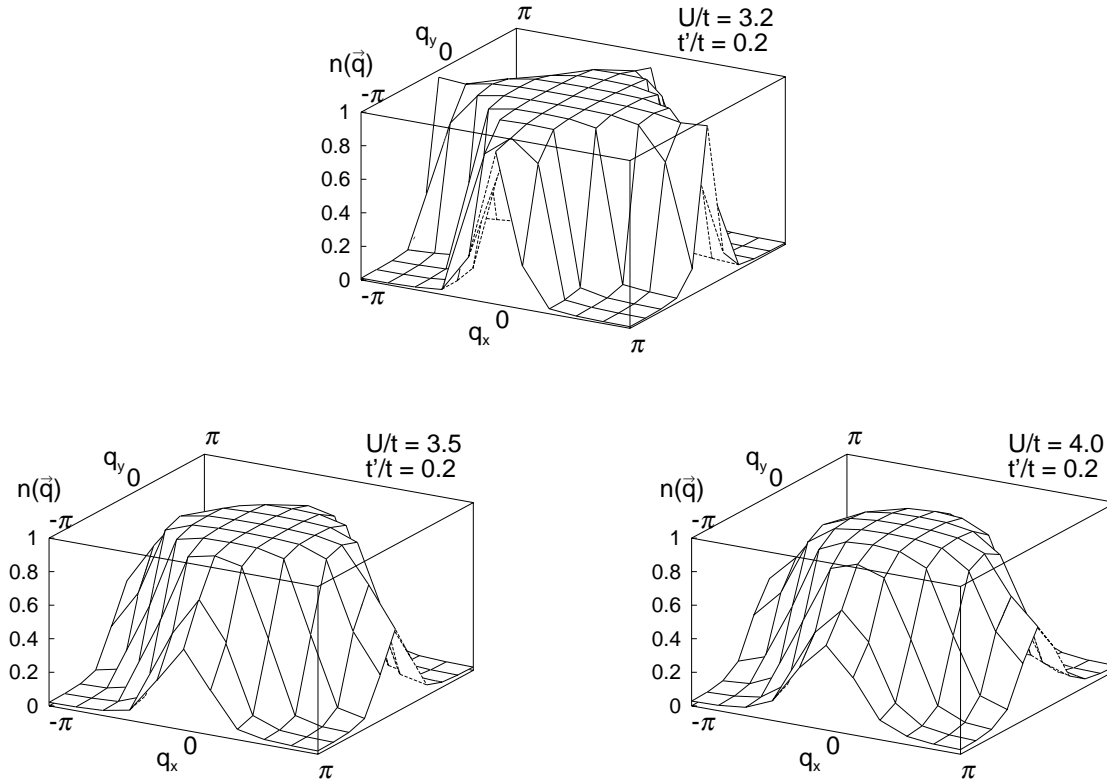 U/t = 3.2
t'/t = 0.2
n(q⃗)
q_y
π
0
-π
1
0.8
0.6
0.4
0.2
0
-π
q_x
0
π
U/t = 3.5
t'/t = 0.2
n(q⃗)
q_y
π
0
-π
1
0.8
0.6
0.4
0.2
0
-π
q_x
0
π
U/t = 4.0
t'/t = 0.2
n(q⃗)
q_y
π
0
-π
1
0.8
0.6
0.4
0.2
0
-π
q_x
0
π